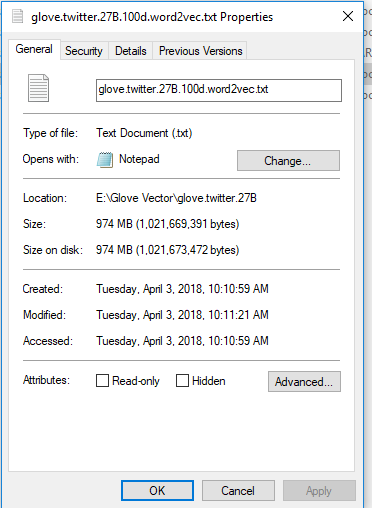 glove.twitter.27B.100d.word2vec.txt Properties
General Security Details Previous Versions
glove.twitter.27B.100d.word2vec.txt
Type of file: Text Document (.txt)
Opens with: Notepad Change...
Location: E:\Glove Vector\glove.twitter.27B
Size: 974 MB (1,021,669,391 bytes)
Size on disk: 974 MB (1,021,673,472 bytes)
Created: Tuesday, April 3, 2018, 10:10:59 AM
Modified: Tuesday, April 3, 2018, 10:11:21 AM
Accessed: Tuesday, April 3, 2018, 10:10:59 AM
Attributes: Read-only Hidden Advanced...
OK Cancel Apply